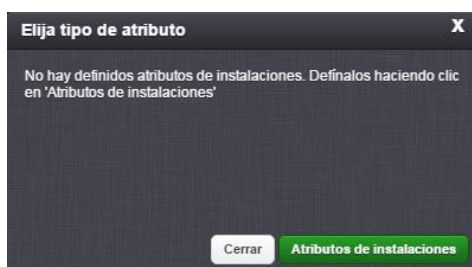 Elija tipo de atributo X
No hay definidos atributos de instalaciones. Defínalos haciendo clic
en 'Atributos de instalaciones'
Cerrar Atributos de instalaciones